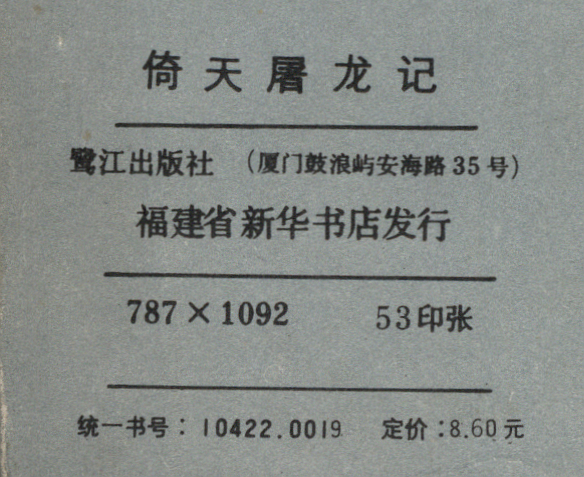 倚天屠龙记
鹭江出版社 (厦门鼓浪屿安海路35号)
福建省新华书店发行
787×1092 53印张
统一书号：10422.0019 定价：8.60元